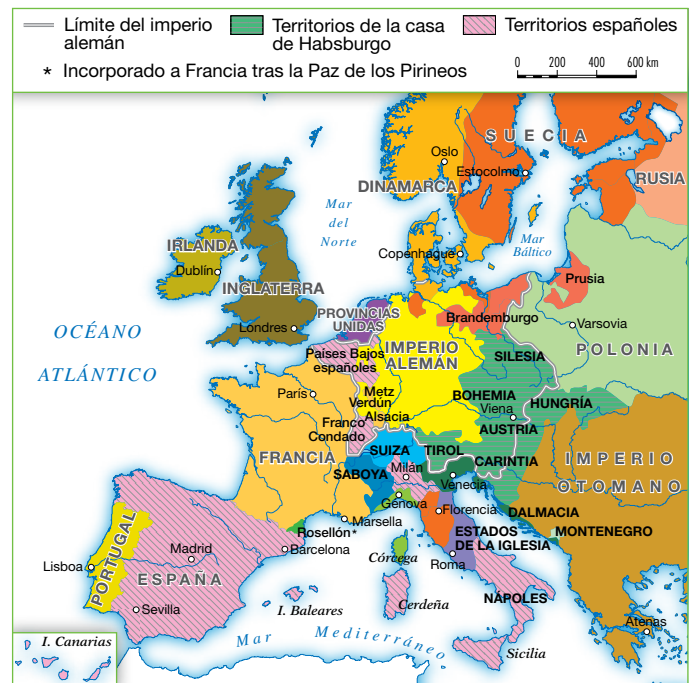 Límite del imperio
alemán
Territorios de la casa
de Habsburgo
Territorios españoles
* Incorporado a Francia tras la Paz de los Pirineos
0 200 400 600 km
SUECIA
Oslo
Estocolmo
DINAMARCA
RUSIA
Mar
del
Norte
Mar
Báltico
IRLANDA
Dublín
Copenhague
Prusia
INGLATERRA
Londres
PROVINCIAS
UNIDAS
Brandemburgo
Varsovia
OCÉANO
ATLÁNTICO
Países Bajos
españoles
IMPERIO
ALEMÁN
SILESIA
POLONIA
París
Metz
Verdún
Alsacia
BOHEMIA
Viena
HUNGRÍA
AUSTRIA
Franco
Condado
FRANCIA
SUIZA
TIROL
CARINTIA
IMPERIO
OTOMANO
SABOYA
Milán
Venecia
Génova
Florencia
DALMACIA
MONTENEGRO
Marsella
Rosellón*
ESTADOS
DE LA IGLESIA
Córcega
Roma
Barcelona
PORTUGAL
Lisboa
Madrid
ESPAÑA
Sevilla
I. Baleares
Cerdeña
NÁPOLES
Atenas
Mar Mediterráneo
Sicilia
I. Canarias